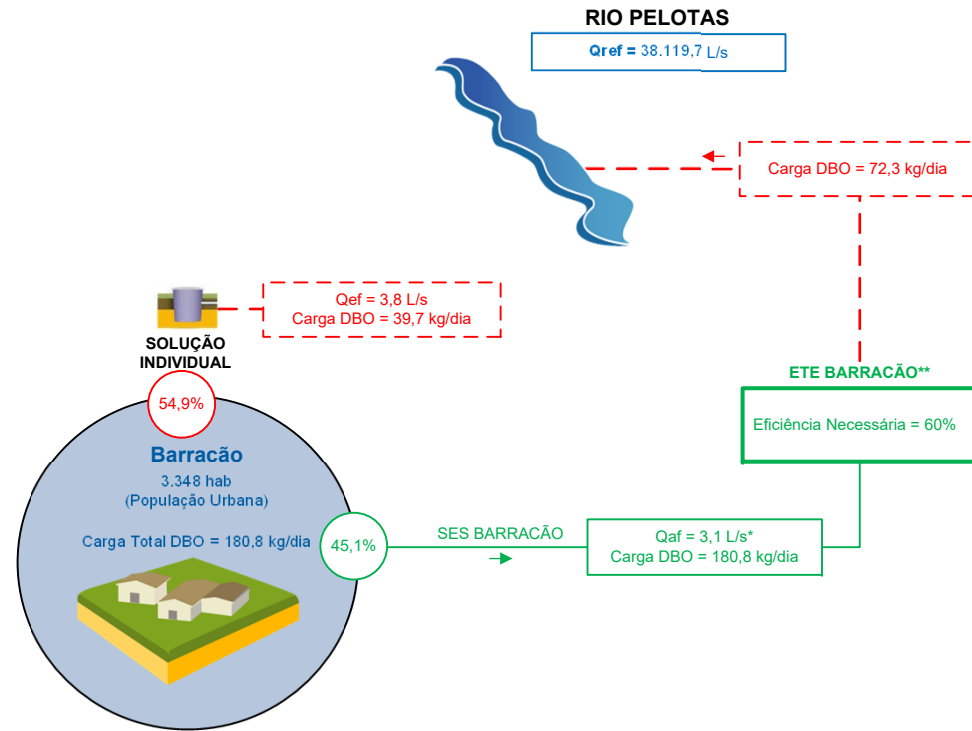 RIO PELOTAS
Qref = 38.119,7 L/s
Carga DBO = 72,3 kg/dia
Qef = 3,8 L/s
Carga DBO = 39,7 kg/dia
SOLUÇÃO
INDIVIDUAL
54,9%
ETE BARRACÃO**
Eficiência Necessária = 60%
Barracão
3.348 hab
(População Urbana)
Carga Total DBO = 180,8 kg/dia
45,1%
SES BARRACÃO
Qaf = 3,1 L/s*
Carga DBO = 180,8 kg/dia